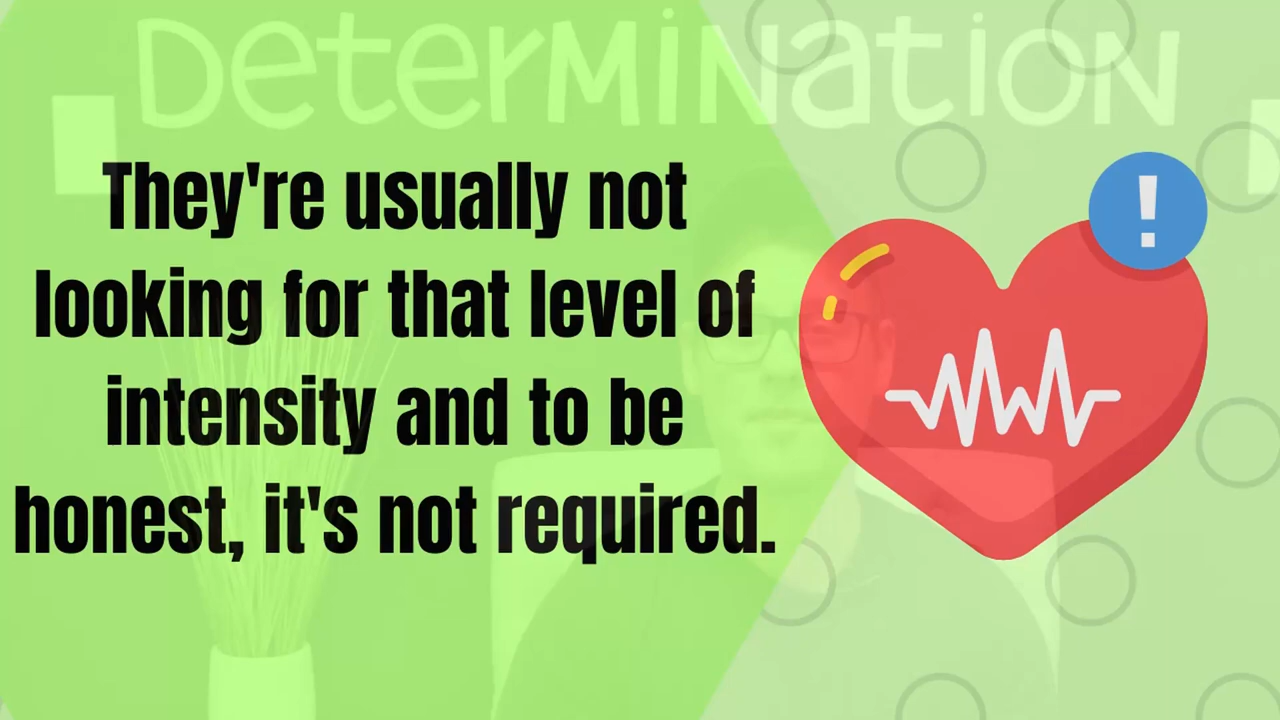 DeterMiNatioN
They're usually not
looking for that level of
intensity and to be
honest, it's not required.
!